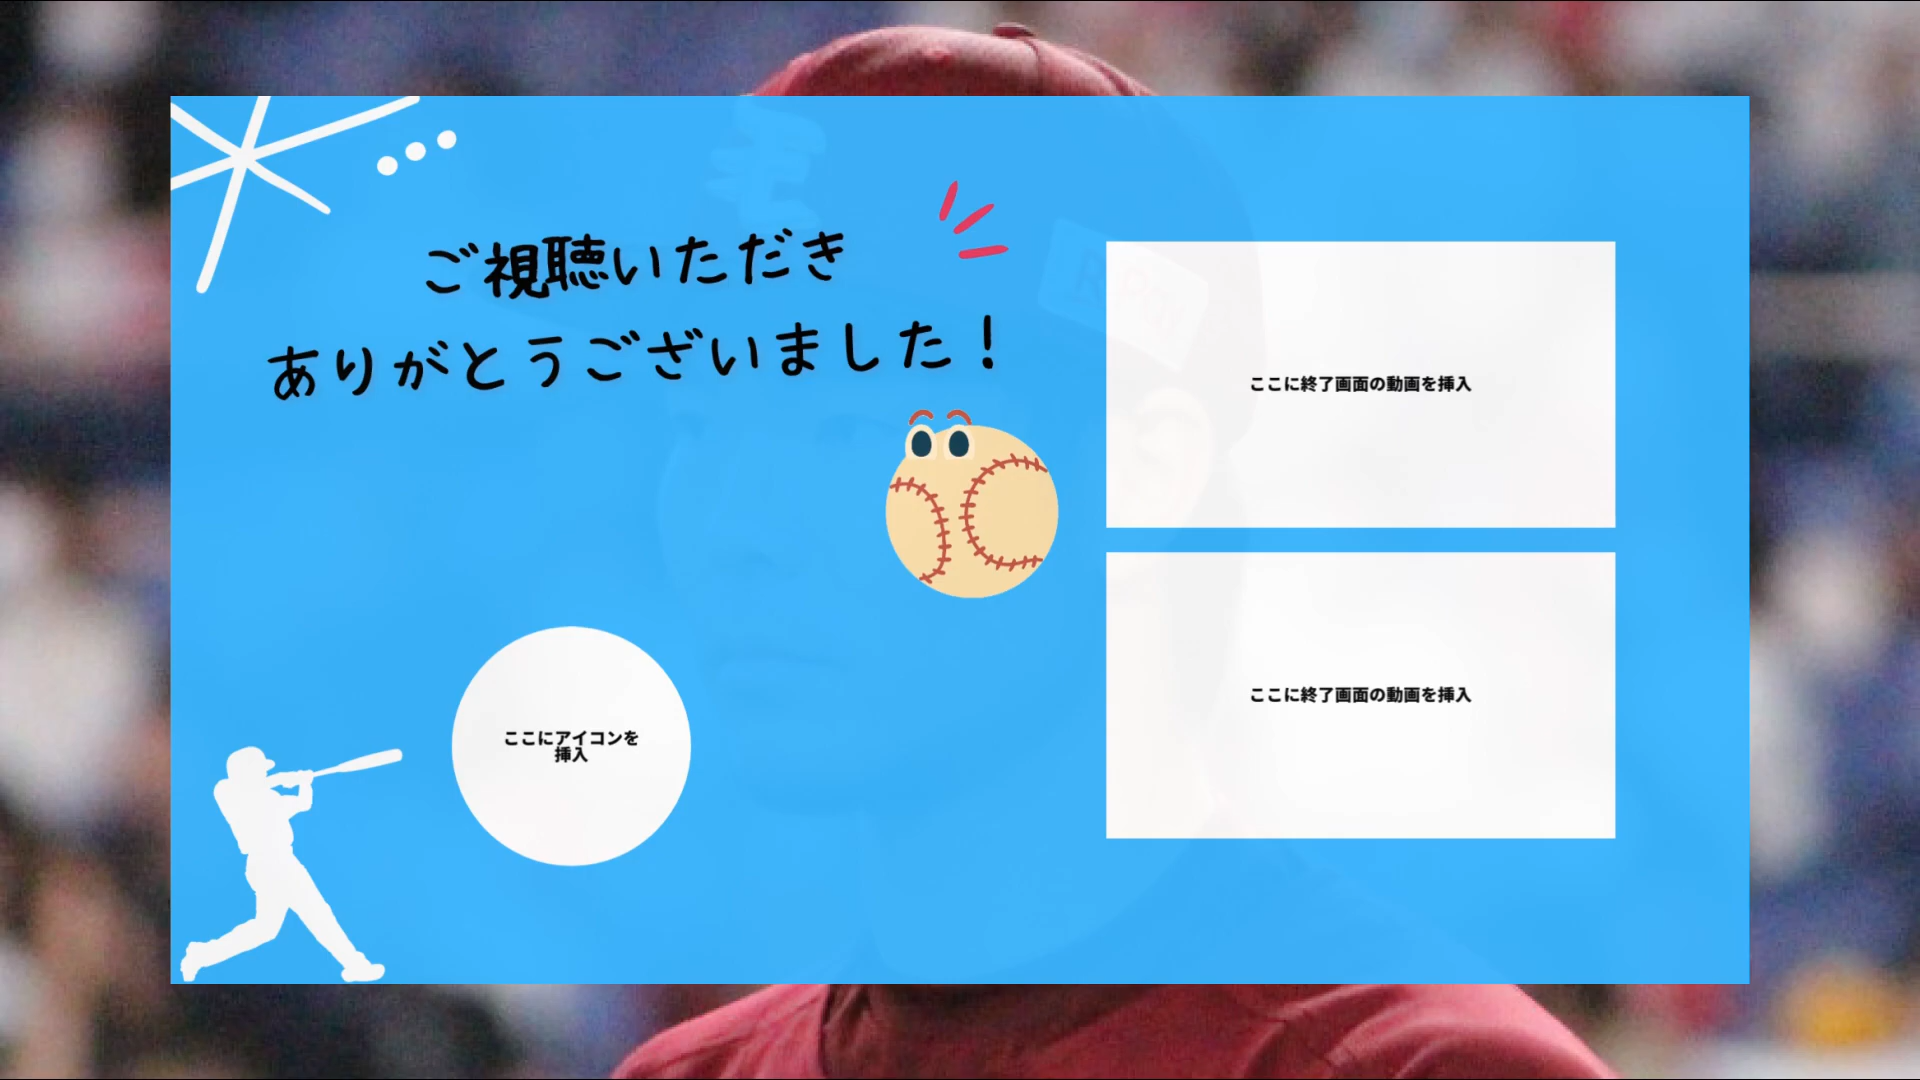 ご視聴いただき
ありがとうございました!
ここに終了画面の動画を挿入
ここに終了画面の動画を挿入
ここにアイコンを
挿入